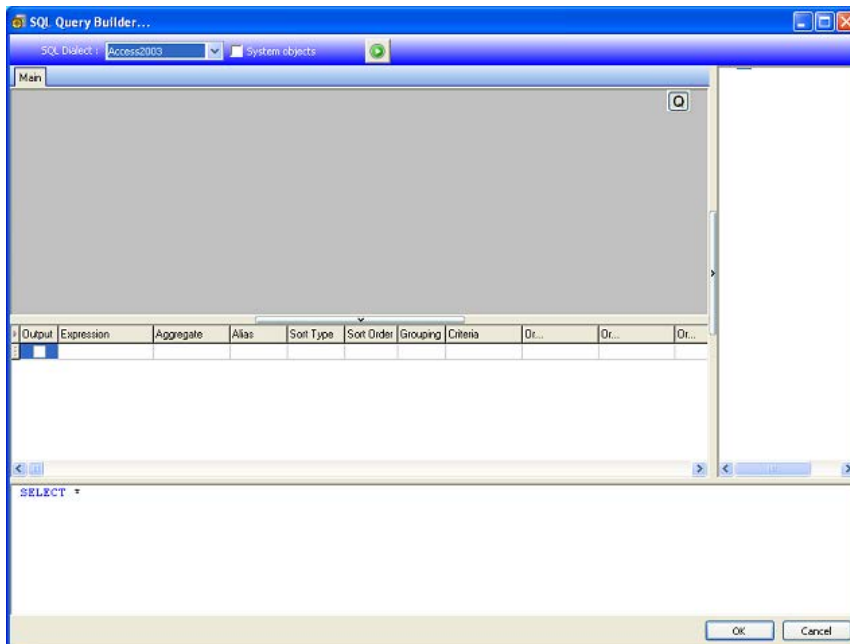 SQL Query Builder...
SQL Dialect : Access2003 System objects
Main
Q
Output Expression Aggregate Alias Sort Type Sort Order Grouping Criteria Or... Or... Or...
SELECT *
OK Cancel